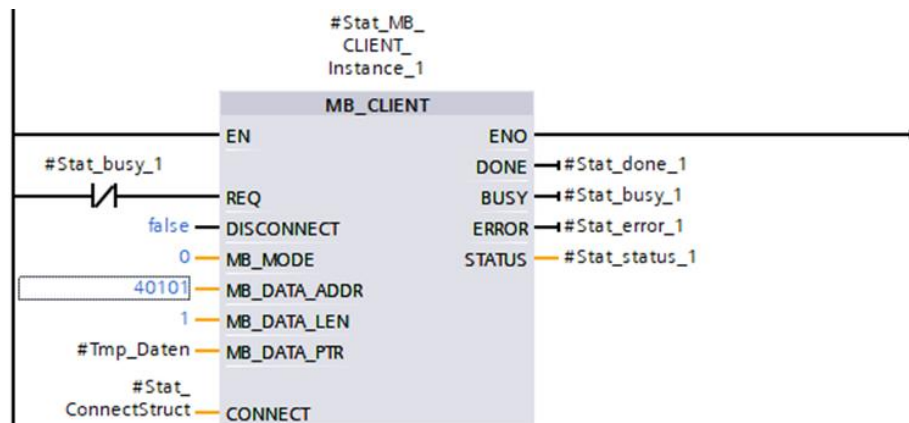 #Stat_MB_
CLIENT_
Instance_1
MB_CLIENT
EN ENO
#Stat_busy_1 DONE #Stat_done_1
REQ BUSY #Stat_busy_1
false DISCONNECT ERROR #Stat_error_1
0 MB_MODE STATUS #Stat_status_1
40101 MB_DATA_ADDR
1 MB_DATA_LEN
#Tmp_Daten MB_DATA_PTR
#Stat_
ConnectStruct CONNECT